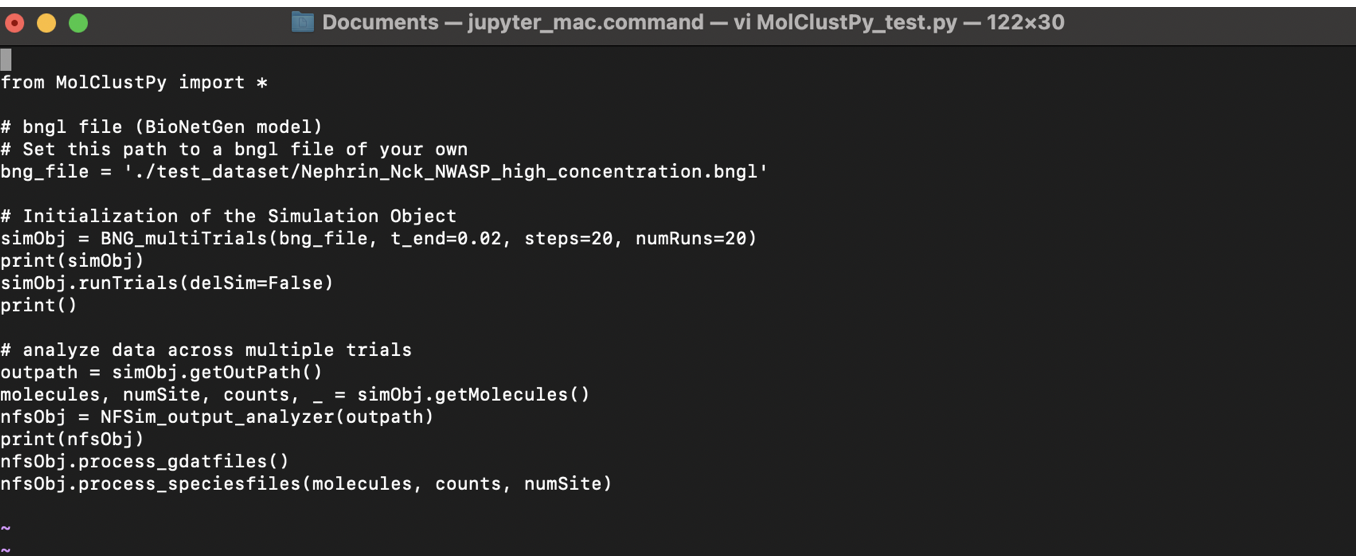 Documents — jupyter_mac.command — vi MolClustPy_test.py — 122×30
from MolClustPy import *
# bngl file (BioNetGen model)
# Set this path to a bngl file of your own
bng_file = './test_dataset/Nephrin_Nck_NWASP_high_concentration.bngl'
# Initialization of the Simulation Object
simObj = BNG_multiTrials(bng_file, t_end=0.02, steps=20, numRuns=20)
print(simObj)
simObj.runTrials(delSim=False)
print()
# analyze data across multiple trials
outpath = simObj.getOutPath()
molecules, numSite, counts, _ = simObj.getMolecules()
nfsObj = NFSim_output_analyzer(outpath)
print(nfsObj)
nfsObj.process_gdatfiles()
nfsObj.process_speciesfiles(molecules, counts, numSite)
~
~